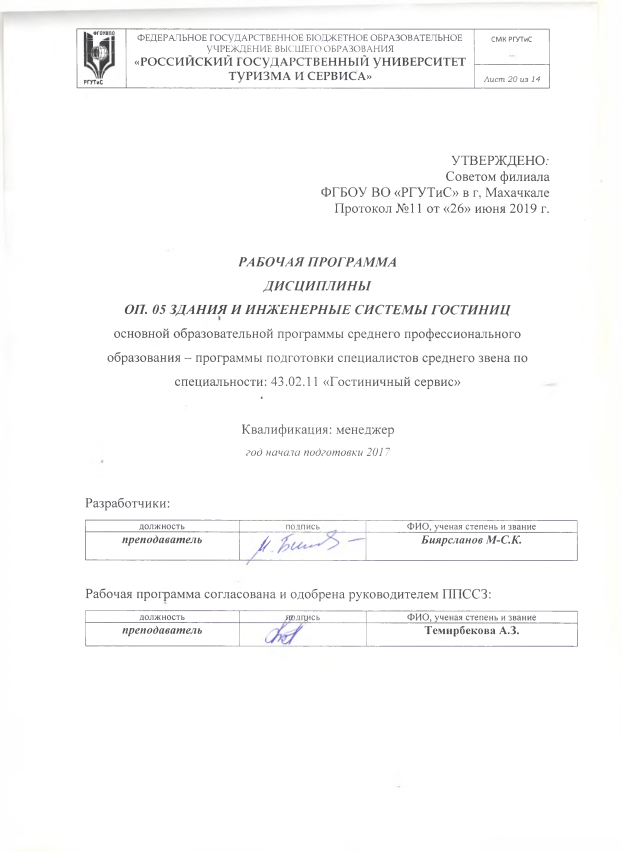 ФГОУВПО
РГУТиС
ФЕДЕРАЛЬНОЕ ГОСУДАРСТВЕННОЕ БЮДЖЕТНОЕ ОБРАЗОВАТЕЛЬНОЕ
УЧРЕЖДЕНИЕ ВЫСШЕГО ОБРАЗОВАНИЯ
«РОССИЙСКИЙ ГОСУДАРСТВЕННЫЙ УНИВЕРСИТЕТ
ТУРИЗМА И СЕРВИСА»
СМК РГУТиС
Лист 20 из 14
УТВЕРЖДЕНО:
Советом филиала
ФГБОУ ВО «РГУТиС» в г, Махачкале
Протокол №11 от «26» июня 2019 г.
РАБОЧАЯ ПРОГРАММА
ДИСЦИПЛИНЫ
ОП. 05 ЗДАНИЯ И ИНЖЕНЕРНЫЕ СИСТЕМЫ ГОСТИНИЦ
основной образовательной программы среднего профессионального
образования – программы подготовки специалистов среднего звена по
специальности: 43.02.11 «Гостиничный сервис»
Квалификация: менеджер
год начала подготовки 2017
Разработчики:
должность подпись ФИО, ученая степень и звание
преподаватель Биярсланов М-С.К.
Рабочая программа согласована и одобрена руководителем ППССЗ:
должность подпись ФИО, ученая степень и звание
преподаватель Темирбекова А.З.